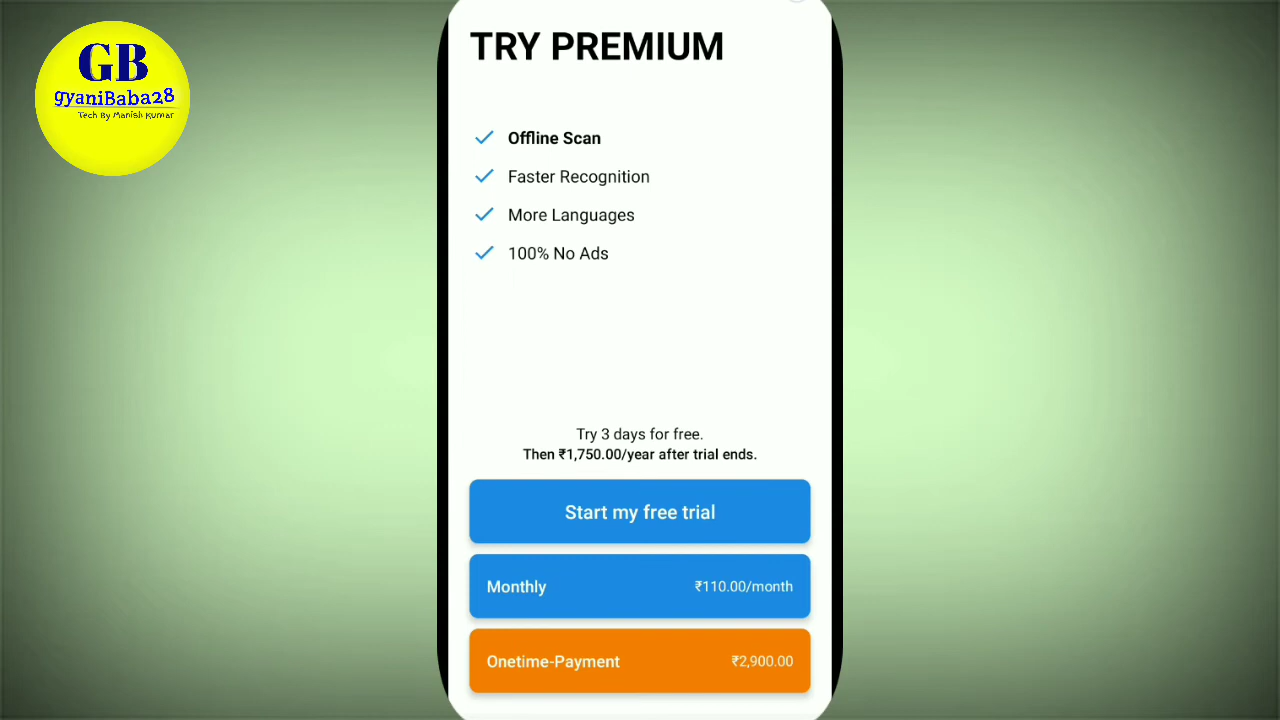 GB
gyaniBaba28
Tech By Manish Kumar
TRY PREMIUM
Offline Scan
Faster Recognition
More Languages
100% No Ads
Try 3 days for free.
Then ₹1,750.00/year after trial ends.
Start my free trial
Monthly ₹110.00/month
Onetime-Payment ₹2,900.00